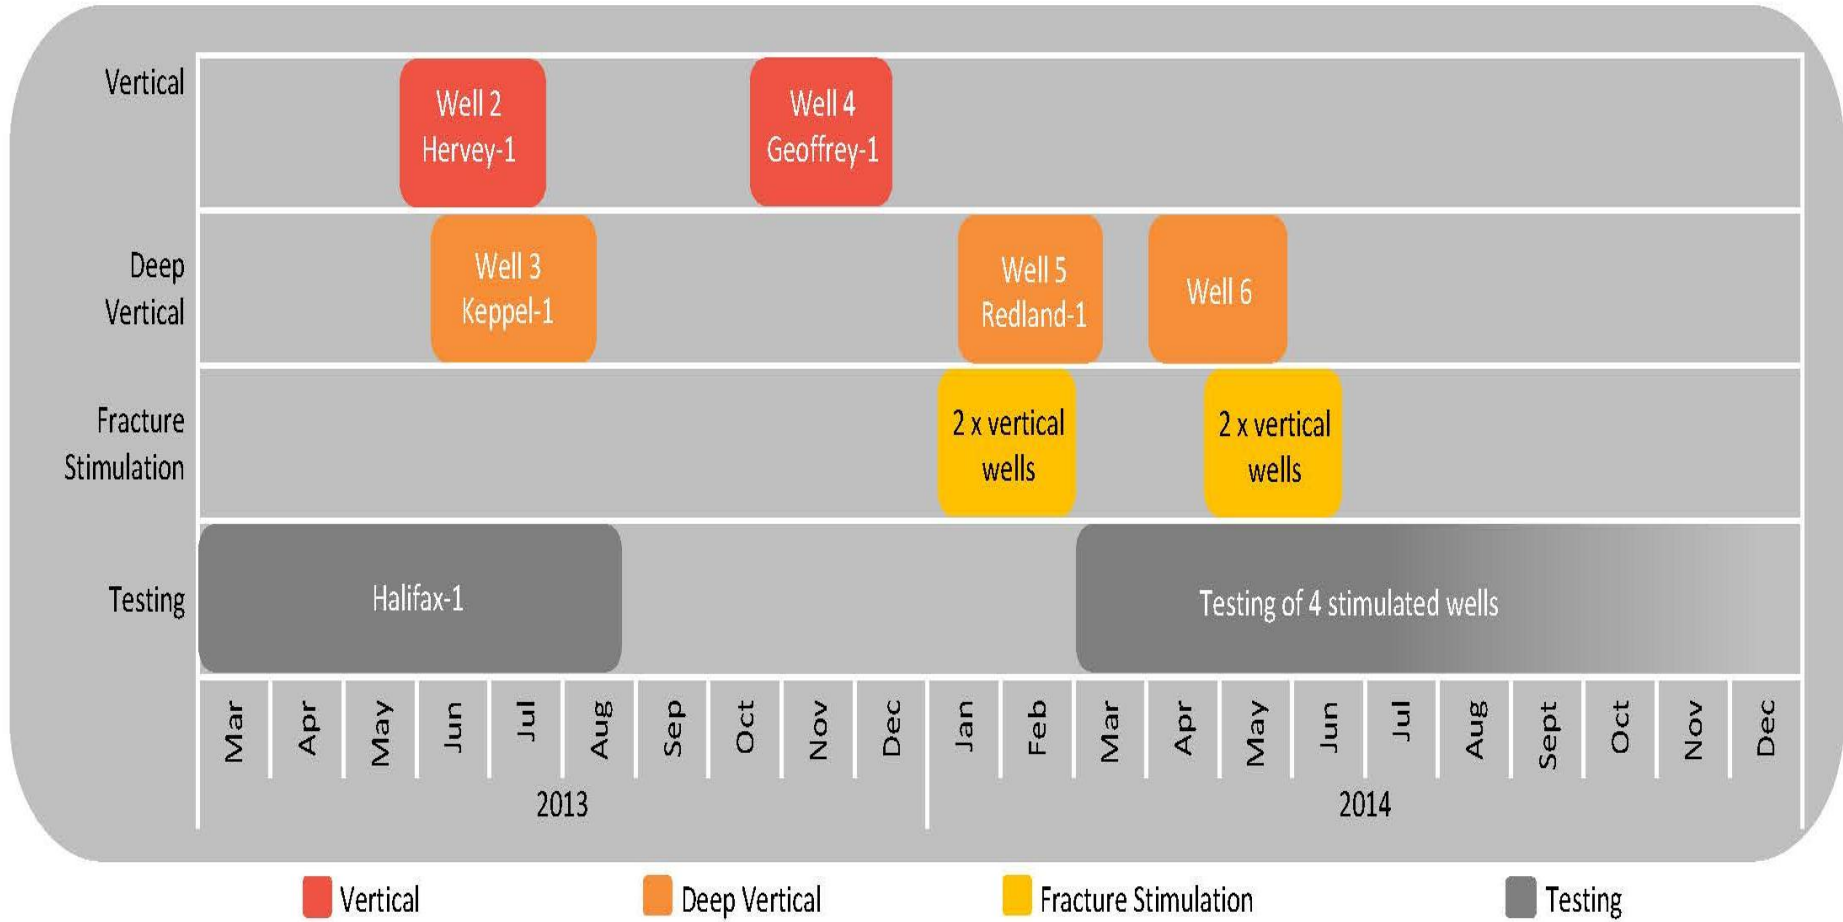 Vertical
Well 2
Hervey-1
Well 4
Geoffrey-1
Deep
Vertical
Well 3
Keppel-1
Well 5
Redland-1
Well 6
Fracture
Stimulation
2 x vertical
wells
2 x vertical
wells
Testing
Halifax-1
Testing of 4 stimulated wells
Mar Apr May Jun Jul Aug Sep Oct Nov Dec Jan Feb Mar Apr May Jun Jul Aug Sept Oct Nov Dec
2013 2014
Vertical Deep Vertical Fracture Stimulation Testing